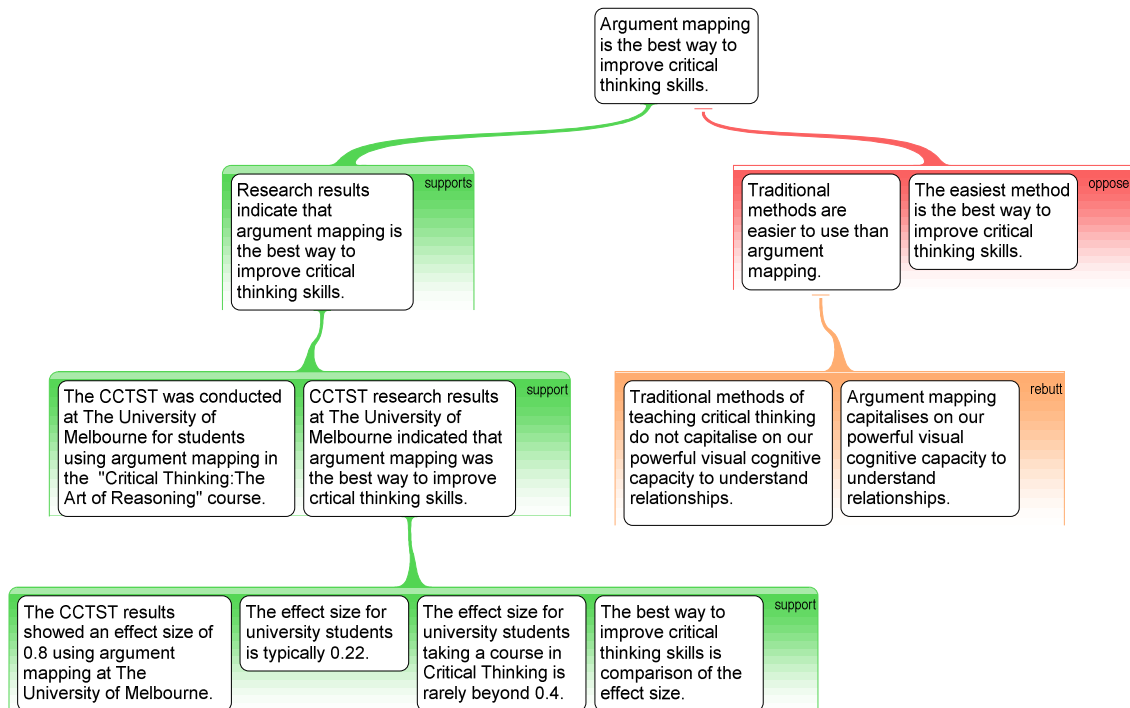 Argument mapping
is the best way to
improve critical
thinking skills.
Research results
indicate that
argument mapping is
the best way to
improve critical
thinking skills.
supports
Traditional
methods are
easier to use than
argument
mapping.
The easiest method
is the best way to
improve critical
thinking skills.
oppose
The CCTST was conducted
at The University of
Melbourne for students
using argument mapping in
the "Critical Thinking:The
Art of Reasoning" course.
CCTST research results
at The University of
Melbourne indicated that
argument mapping was
the best way to improve
crtical thinking skills.
support
Traditional methods of
teaching critical thinking
do not capitalise on our
powerful visual cognitive
capacity to understand
relationships.
Argument mapping
capitalises on our
powerful visual
cognitive capacity to
understand
relationships.
rebutt
The CCTST results
showed an effect size of
0.8 using argument
mapping at The
University of Melbourne.
The effect size for
university students
is typically 0.22.
The effect size for
university students
taking a course in
Critical Thinking is
rarely beyond 0.4.
The best way to
improve critical
thinking skills is
comparison of the
effect size.
support